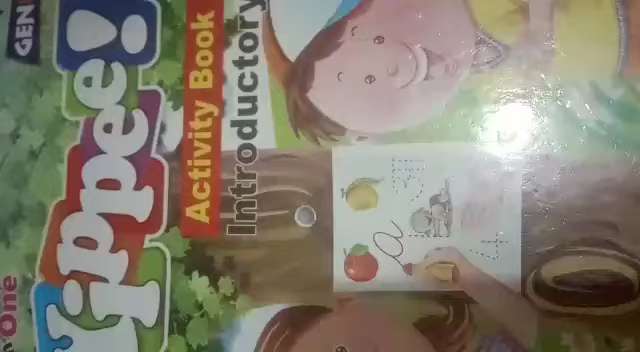 GEN
One
Yippee!
Activity Book
Introductory
a